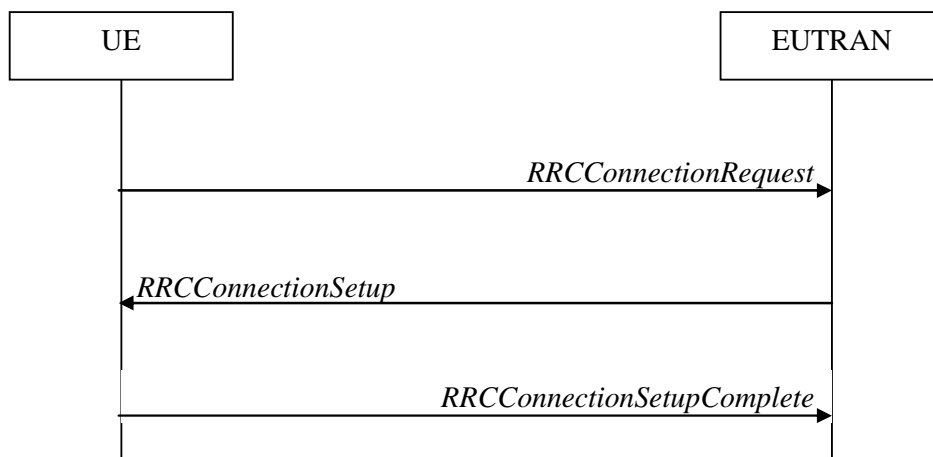 UE
EUTRAN
RRCConnectionRequest
RRCConnectionSetup
RRCConnectionSetupComplete